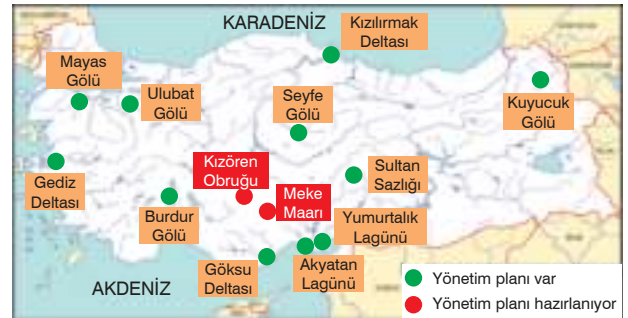 KARADENİZ
Kızılırmak
Deltası
Mayas
Gölü
Ulubat
Gölü
Seyfe
Gölü
Kuyucuk
Gölü
Kızören
Obruğu
Sultan
Sazlığı
Gediz
Deltası
Meke
Maarı
Burdur
Gölü
Yumurtalık
Lagünü
Göksu
Deltası
Akyatan
Lagünü
AKDENİZ
Yönetim planı var
Yönetim planı hazırlanıyor